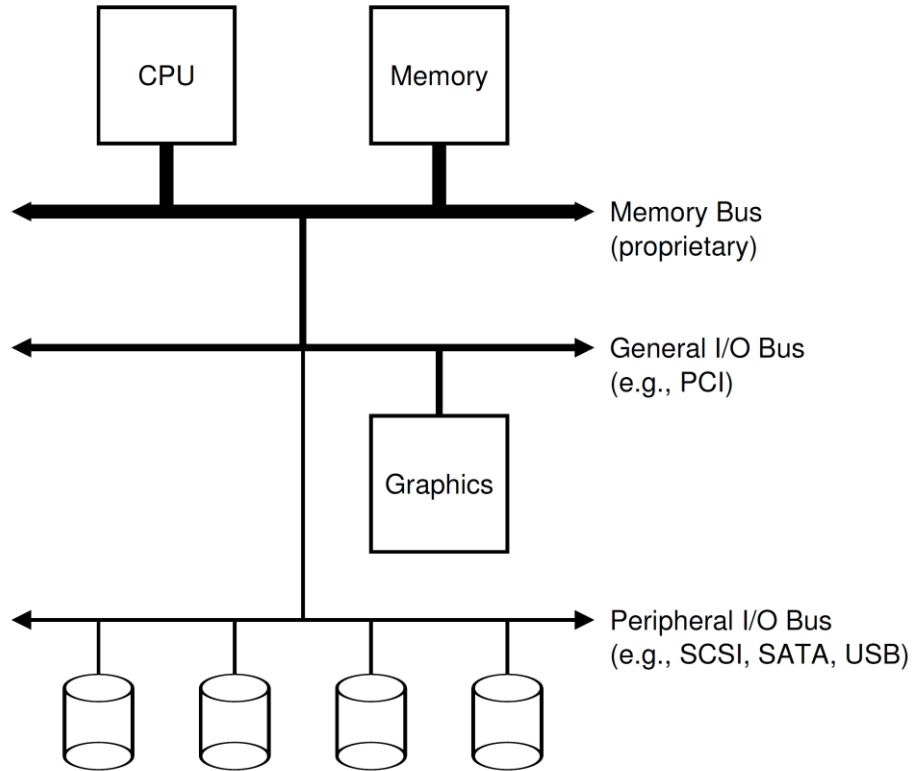 CPU
Memory
Memory Bus
(proprietary)
General I/O Bus
(e.g., PCI)
Graphics
Peripheral I/O Bus
(e.g., SCSI, SATA, USB)